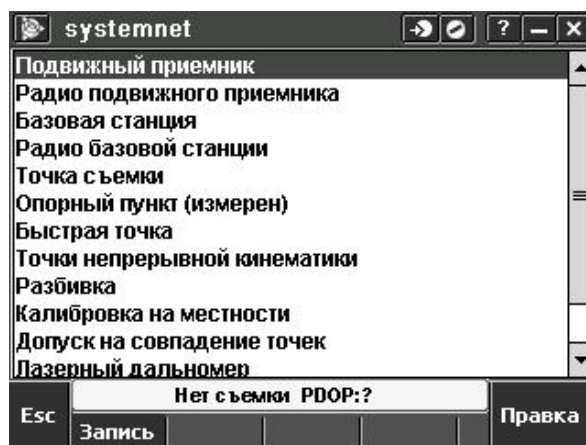 systemnet
?
Подвижный приемник
Радио подвижного приемника
Базовая станция
Радио базовой станции
Точка съемки
Опорный пункт (измерен)
Быстрая точка
Точки непрерывной кинематики
Разбивка
Калибровка на местности
Допуск на совпадение точек
Лазерный дальномер
Нет съемки PDOP:?
Esc
Запись
Правка